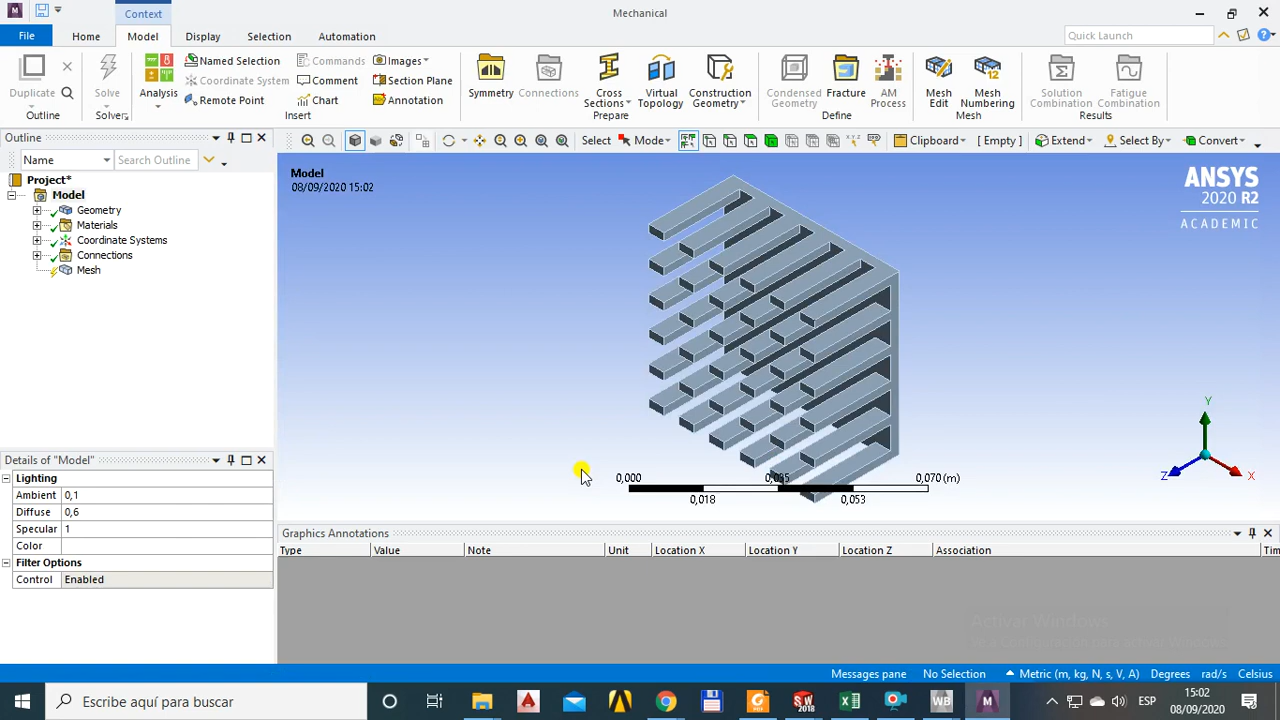 Context
Mechanical
File Home Model Display Selection Automation
Quick Launch
Duplicate
Outline
Solve
Solver
Analysis
Named Selection
Coordinate System
Remote Point
Commands
Comment
Chart
Images
Section Plane
Annotation
Insert
Symmetry
Connections
Cross Sections
Virtual Topology
Construction Geometry
Prepare
Condensed Geometry
Fracture
AM Process
Define
Mesh Edit
Mesh Numbering
Mesh
Solution Combination
Fatigue Combination
Results
Select Mode Clipboard [ Empty ] Extend Select By Convert
Outline
Name Search Outline
Project*
Model
Geometry
Materials
Coordinate Systems
Connections
Mesh
Model
08/09/2020 15:02
ANSYS
2020 R2
ACADEMIC
0,000 0,035 0,070 (m)
0,018 0,053
Y
Z
X
Details of "Model"
Lighting
Ambient 0,1
Diffuse 0,6
Specular 1
Color
Filter Options
Control Enabled
Graphics Annotations
Type Value Note Unit Location X Location Y Location Z Association Tim
Activar Windows
Messages pane No Selection Metric (m, kg, N, s, V, A) Degrees rad/s Celsius
Escribe aquí para buscar
ESP
15:02
08/09/2020